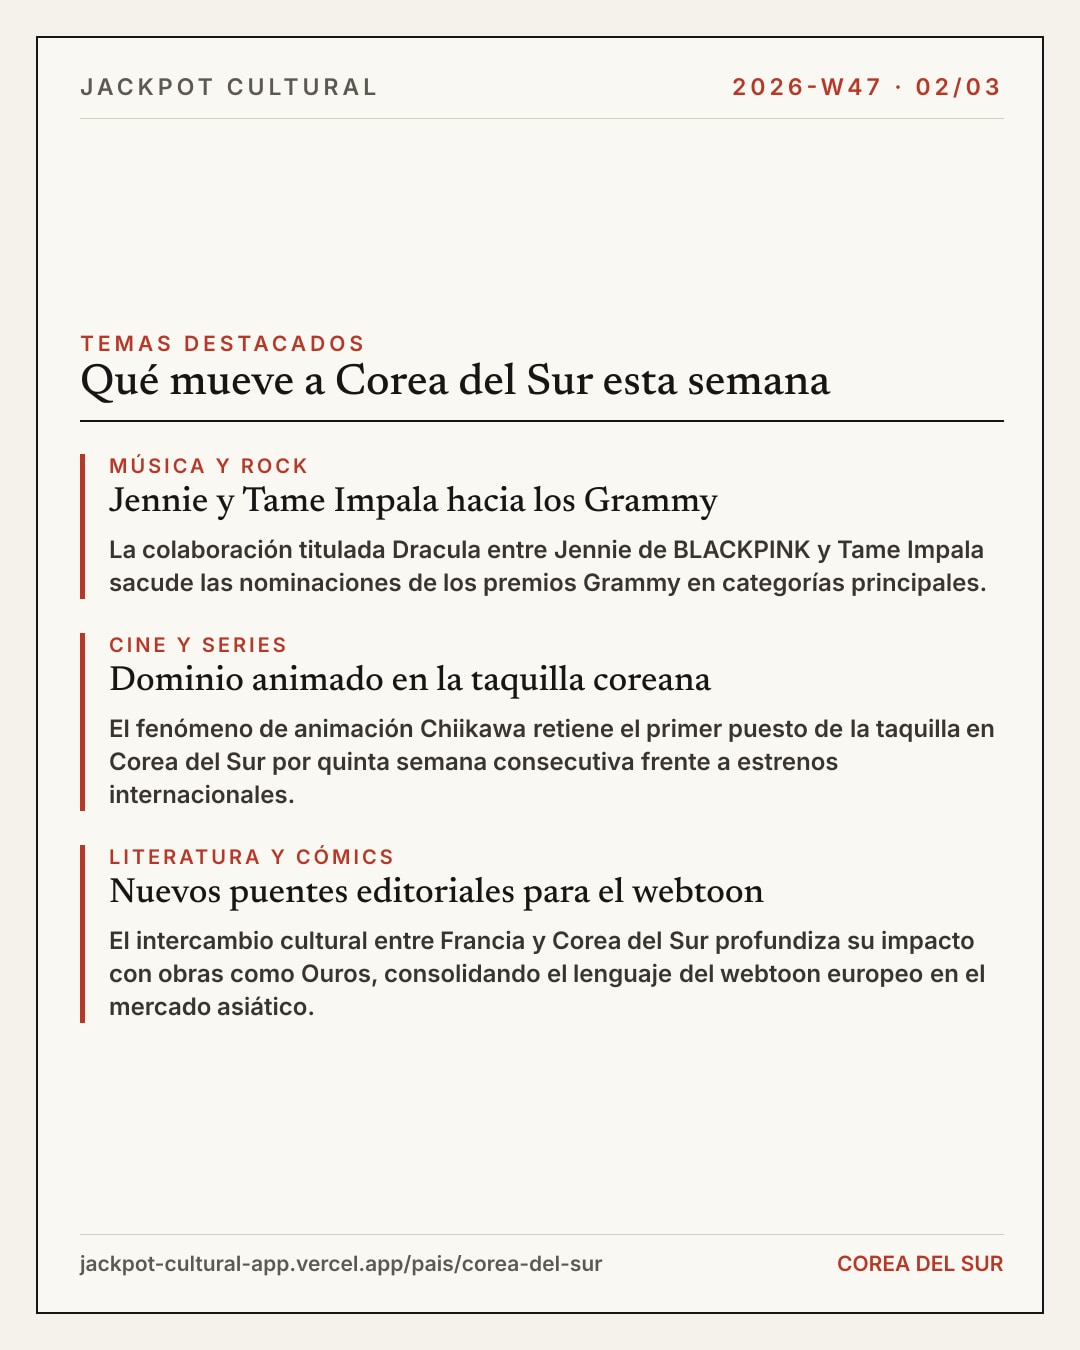 JACKPOT CULTURAL
2026-W47 · 02/03
TEMAS DESTACADOS
Qué mueve a Corea del Sur esta semana
MÚSICA Y ROCK
Jennie y Tame Impala hacia los Grammy
La colaboración titulada Dracula entre Jennie de BLACKPINK y Tame Impala
sacude las nominaciones de los premios Grammy en categorías principales.
CINE Y SERIES
Dominio animado en la taquilla coreana
El fenómeno de animación Chiikawa retiene el primer puesto de la taquilla en
Corea del Sur por quinta semana consecutiva frente a estrenos
internacionales.
LITERATURA Y CÓMICS
Nuevos puentes editoriales para el webtoon
El intercambio cultural entre Francia y Corea del Sur profundiza su impacto
con obras como Ouros, consolidando el lenguaje del webtoon europeo en el
mercado asiático.
jackpot-cultural-app.vercel.app/pais/corea-del-sur
COREA DEL SUR